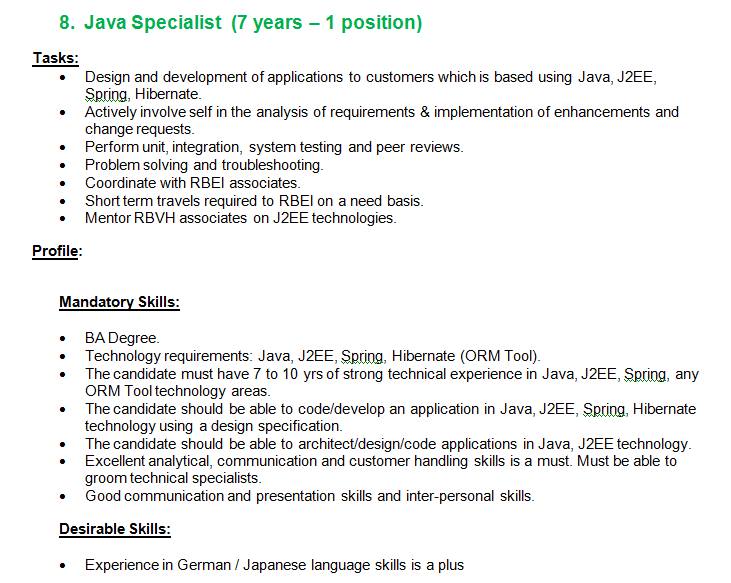 8. Java Specialist (7 years – 1 position)
Tasks:
• Design and development of applications to customers which is based using Java, J2EE,
Spring, Hibernate.
• Actively involve self in the analysis of requirements & implementation of enhancements and
change requests.
• Perform unit, integration, system testing and peer reviews.
• Problem solving and troubleshooting.
• Coordinate with RBEI associates.
• Short term travels required to RBEI on a need basis.
• Mentor RBVH associates on J2EE technologies.
Profile:
Mandatory Skills:
• BA Degree.
• Technology requirements: Java, J2EE, Spring, Hibernate (ORM Tool).
• The candidate must have 7 to 10 yrs of strong technical experience in Java, J2EE, Spring, any
ORM Tool technology areas.
• The candidate should be able to code/develop an application in Java, J2EE, Spring, Hibernate
technology using a design specification.
• The candidate should be able to architect/design/code applications in Java, J2EE technology.
• Excellent analytical, communication and customer handling skills is a must. Must be able to
groom technical specialists.
• Good communication and presentation skills and inter-personal skills.
Desirable Skills:
• Experience in German / Japanese language skills is a plus